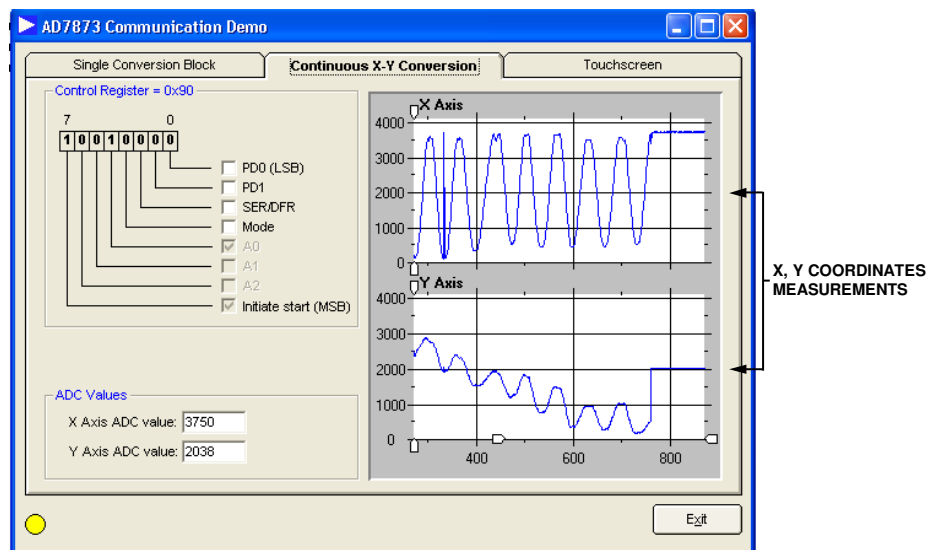 AD7873 Communication Demo
Single Conversion Block
Continuous X-Y Conversion
Touchscreen
Control Register = 0x90
7 0
1 0 0 1 0 0 0 0
PD0 (LSB)
PD1
SER/DFR
Mode
A0
A1
A2
Initiate start (MSB)
ADC Values
X Axis ADC value: 3750
Y Axis ADC value: 2038
X Axis
4000
3000
2000
1000
0
Y Axis
4000
3000
2000
1000
0
400 600 800
X, Y COORDINATES
MEASUREMENTS
Exit